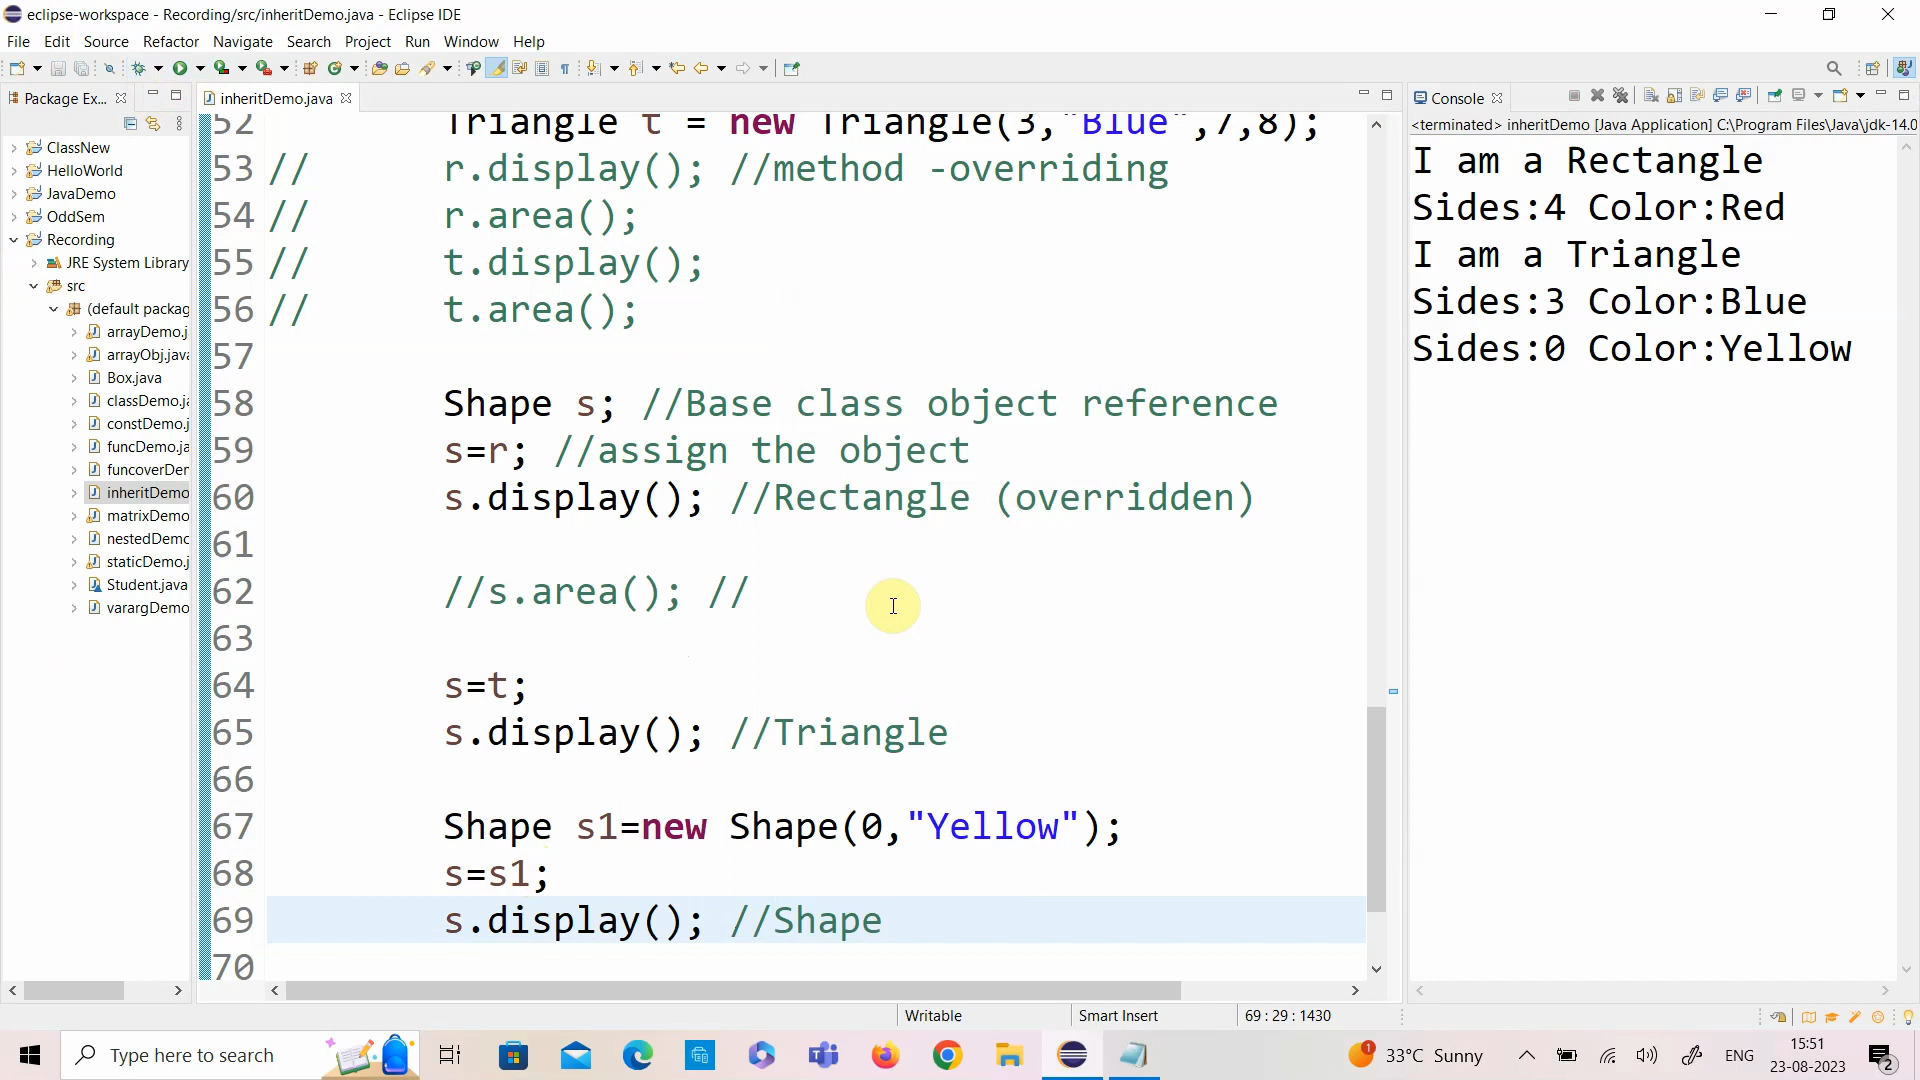 eclipse-workspace - Recording/src/inheritDemo.java - Eclipse IDE
File Edit Source Refactor Navigate Search Project Run Window Help
Package Ex...
ClassNew
HelloWorld
JavaDemo
OddSem
Recording
JRE System Library
src
(default packag
arrayDemo.j
arrayObj.java
Box.java
classDemo.ja
constDemo.j
funcDemo.ja
funcoverDem
inheritDemo
matrixDemo
nestedDemo
staticDemo.j
Student.java
varargDemo
inheritDemo.java
52 Triangle t = new Triangle(3,"Blue",7,8);
53 // r.display(); //method -overriding
54 // r.area();
55 // t.display();
56 // t.area();
57
58 Shape s; //Base class object reference
59 s=r; //assign the object
60 s.display(); //Rectangle (overridden)
61
62 //s.area(); //
63
64 s=t;
65 s.display(); //Triangle
66
67 Shape s1=new Shape(0,"Yellow");
68 s=s1;
69 s.display(); //Shape
70
Console
<terminated> inheritDemo [Java Application] C:\Program Files\Java\jdk-14.0
I am a Rectangle
Sides:4 Color:Red
I am a Triangle
Sides:3 Color:Blue
Sides:0 Color:Yellow
Writable Smart Insert 69 : 29 : 1430
Type here to search
1 33°C Sunny ENG 15:51 23-08-2023 2